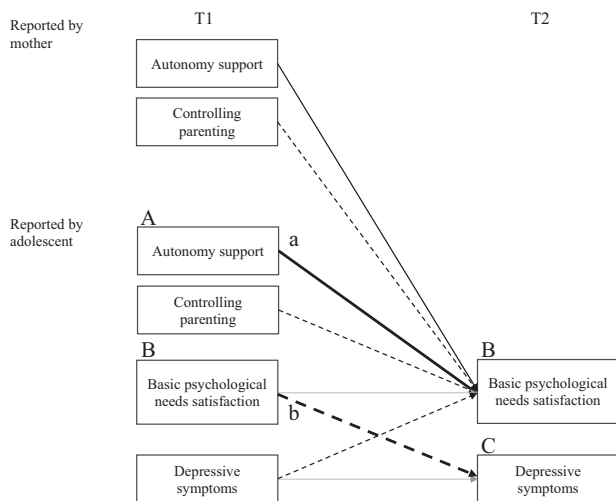 T1
T2
Reported by
mother
Autonomy support
Controlling
parenting
Reported by
adolescent
A
a
Autonomy support
Controlling
parenting
B
B
Basic psychological
needs satisfaction
Basic psychological
needs satisfaction
b
C
Depressive
symptoms
Depressive
symptoms